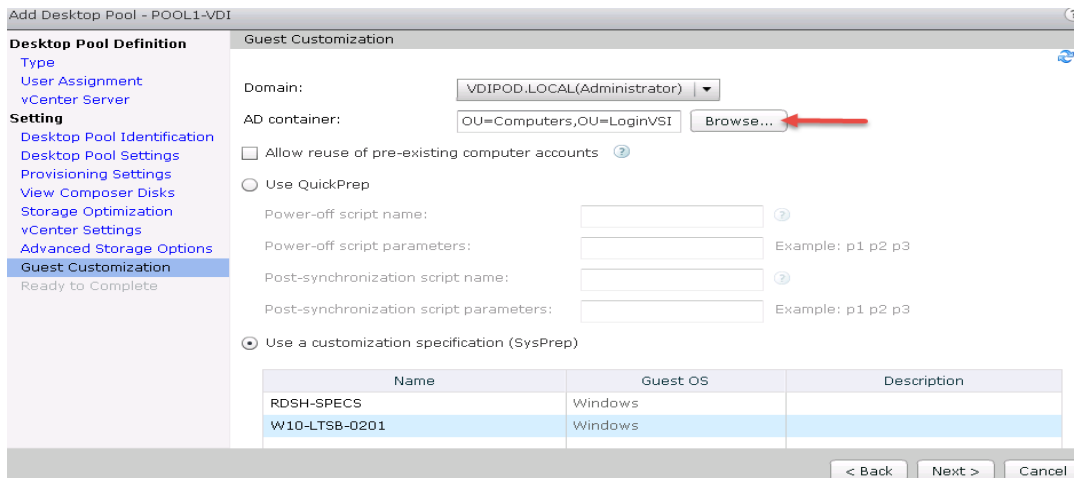 Add Desktop Pool - POOL1-VDI
Desktop Pool Definition
Type
User Assignment
vCenter Server
Setting
Desktop Pool Identification
Desktop Pool Settings
Provisioning Settings
View Composer Disks
Storage Optimization
vCenter Settings
Advanced Storage Options
Guest Customization
Ready to Complete
Guest Customization
Domain: VDIPOD.LOCAL(Administrator)
AD container: OU=Computers,OU=LoginVSI Browse...
Allow reuse of pre-existing computer accounts ?
Use QuickPrep
Power-off script name: ?
Power-off script parameters: Example: p1 p2 p3
Post-synchronization script name: ?
Post-synchronization script parameters: Example: p1 p2 p3
Use a customization specification (SysPrep)
Name Guest OS Description
RDSH-SPECS Windows
W10-LTSB-0201 Windows
< Back Next > Cancel